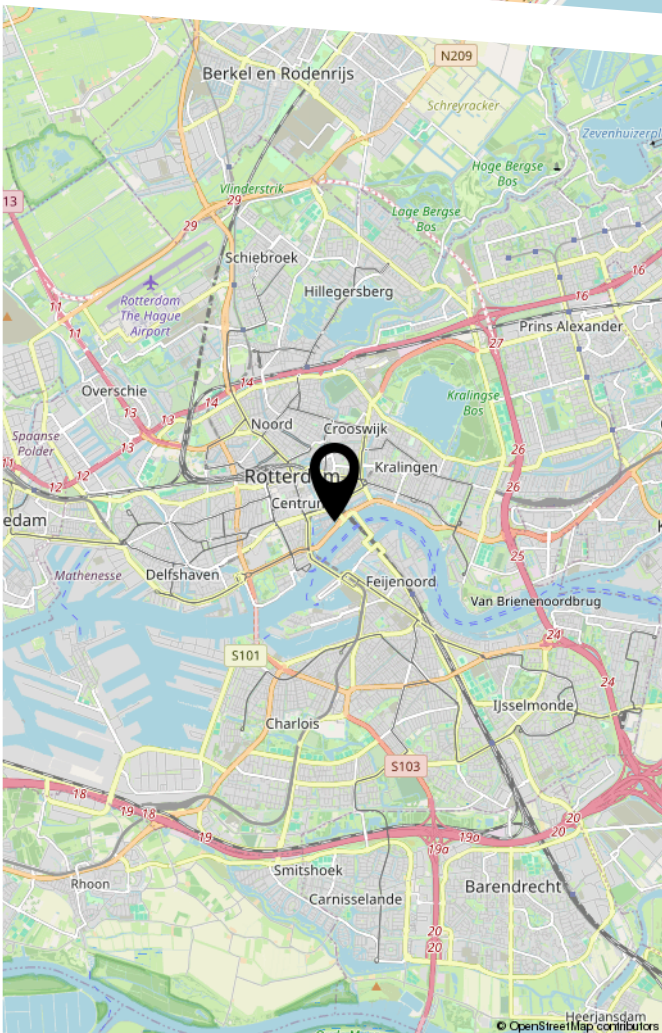 N209
Berkel en Rodenrijs
Schreyracker
Zevenhuizerpl
Hoge Bergse
Bos
Vlinderstrik
13
29
29
Lage Bergse
Bos
Schiebroek
16
Rotterdam
The Hague
Airport
11
11
Hillegersberg
16
Prins Alexander
27
14
Overschie
14
Kralingse
Bos
13
13
Noord
Crooswijk
Spaanse
Polder
13
26
11
12
12
Rotterdam
Kralingen
26
Centrum
edam
25
Mathenesse
Delfshaven
Feijenoord
Van Brienenoordbrug
24
S101
24
IJsselmonde
Charlois
S103
18
19
18
19
20
20
19a
19a
Smitshoek
Rhoon
Carnisselande
Barendrecht
20
20
Heerjansdam
© OpenStreetMap contributors